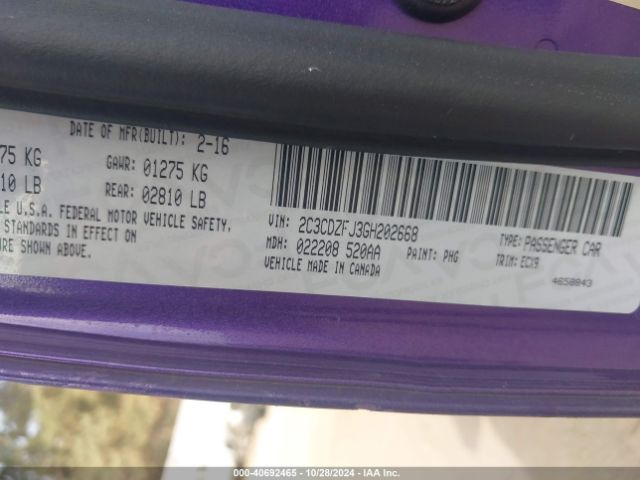 DATE OF MFR(BUILT): 2-16
75 KG GAWR: 01275 KG
10 LB REAR: 02810 LB
LE U.S.A. FEDERAL MOTOR VEHICLE SAFETY,
STANDARDS IN EFFECT ON
URE SHOWN ABOVE.
VIN: 2C3CDZFJ3GH202668
MDH: 022208 520AA PAINT: PHG
VEHICLE MADE IN CANADA
TYPE: PASSENGER CAR
TRIM: ECX9
4658843
000-40692465 | 10/28/2024 | IAA Inc.